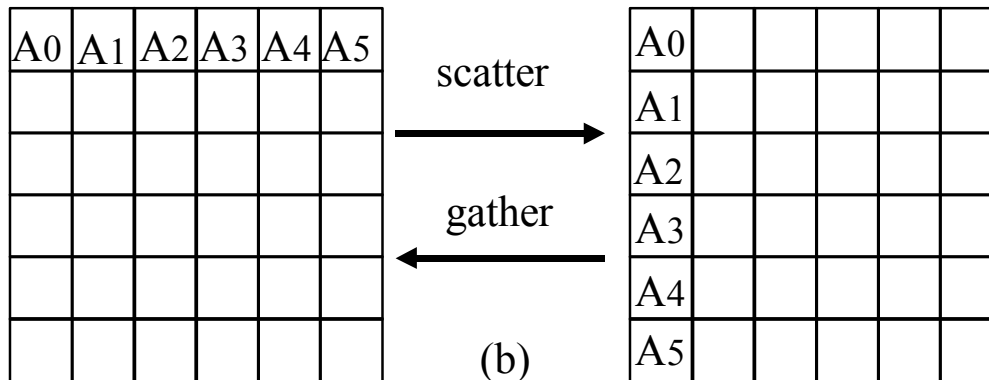 A0 A1 A2 A3 A4 A5
scatter
gather
(b)
A0
A1
A2
A3
A4
A5